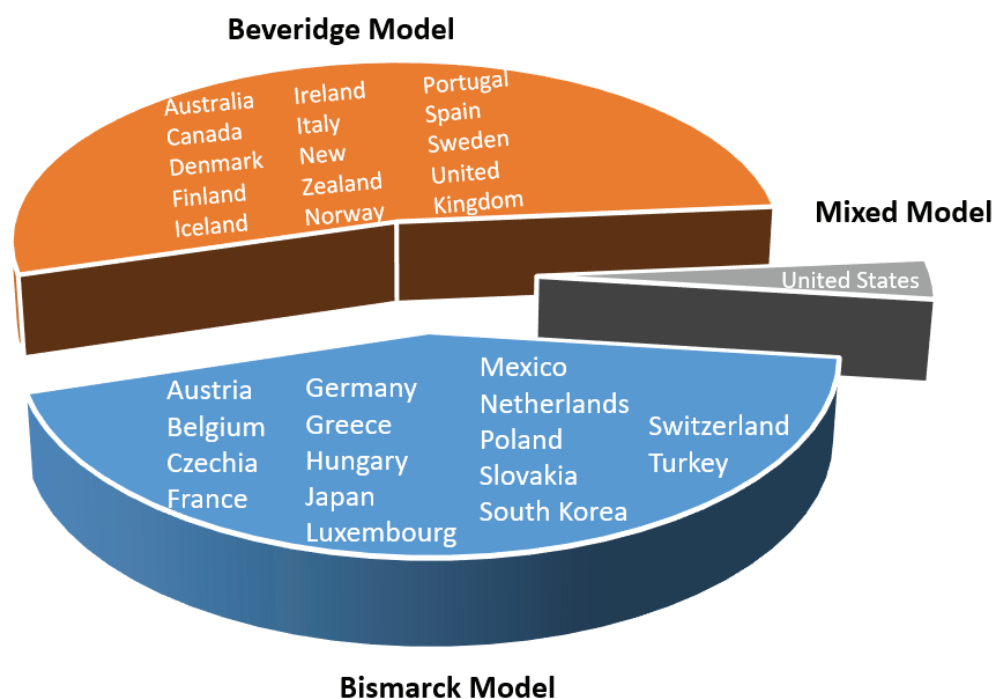 Beveridge Model
Australia
Canada
Denmark
Finland
Iceland
Ireland
Italy
New
Zealand
Norway
Portugal
Spain
Sweden
United
Kingdom
Mixed Model
United States
Austria
Belgium
Czechia
France
Germany
Greece
Hungary
Japan
Luxembourg
Mexico
Netherlands
Poland
Slovakia
South Korea
Switzerland
Turkey
Bismarck Model